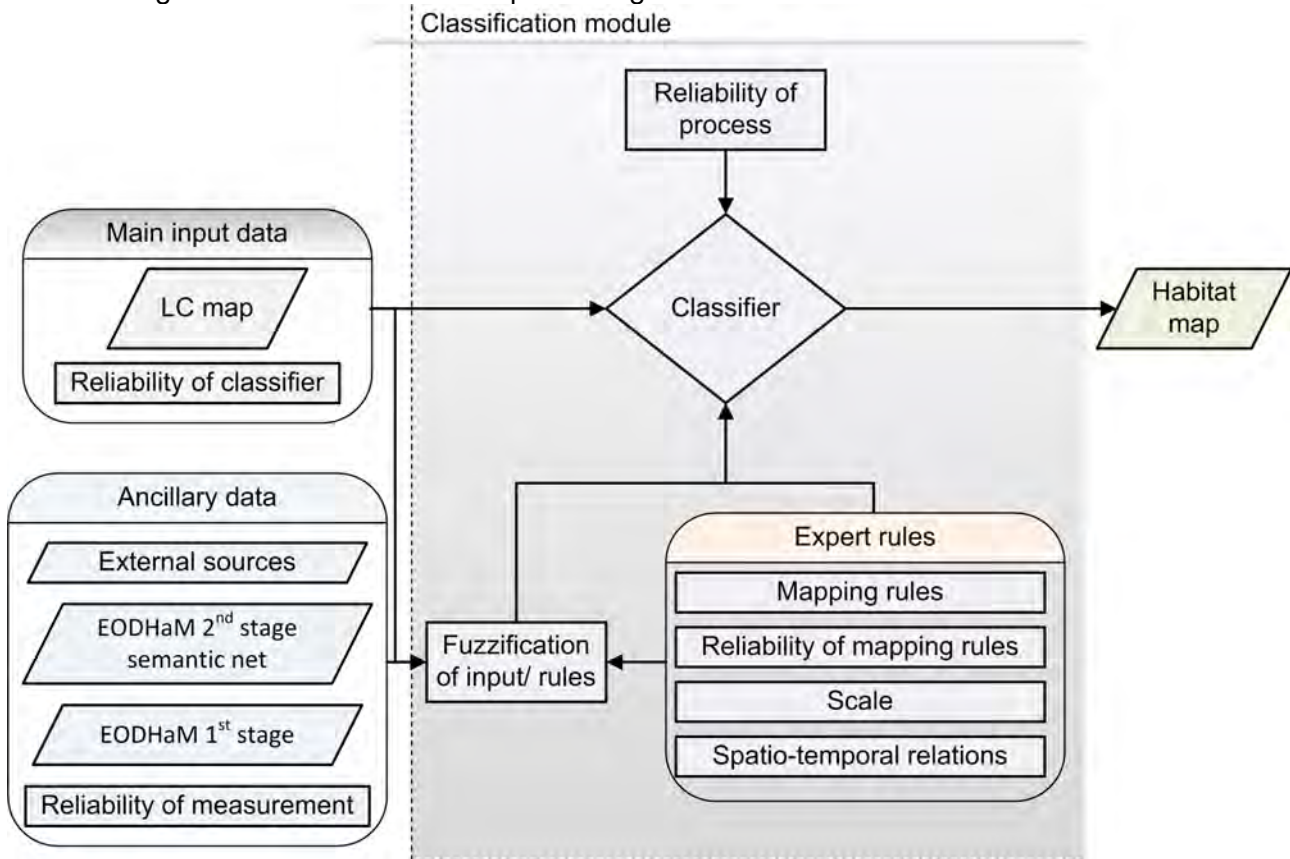 Classification module
Reliability of
process
Main input data
LC map
Reliability of classifier
Classifier
Habitat
map
Ancillary data
External sources
EODHaM 2nd stage
semantic net
EODHaM 1st stage
Reliability of measurement
Fuzzification
of input/ rules
Expert rules
Mapping rules
Reliability of mapping rules
Scale
Spatio-temporal relations